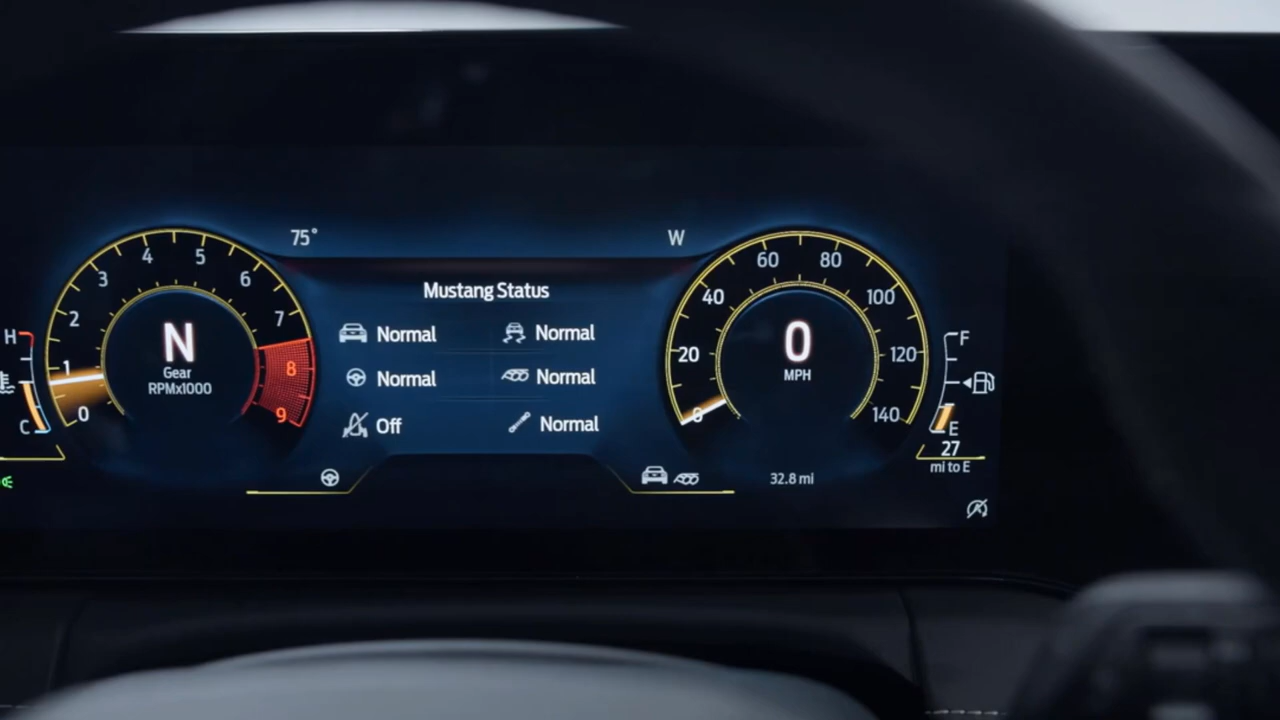 75°
W
Mustang Status
Normal
Normal
Normal
Normal
Off
Normal
0
1
2
3
4
5
6
7
8
9
N
Gear
RPMx1000
H
C
0
20
40
60
80
100
120
140
0
MPH
32.8 mi
F
E
27
mi to E